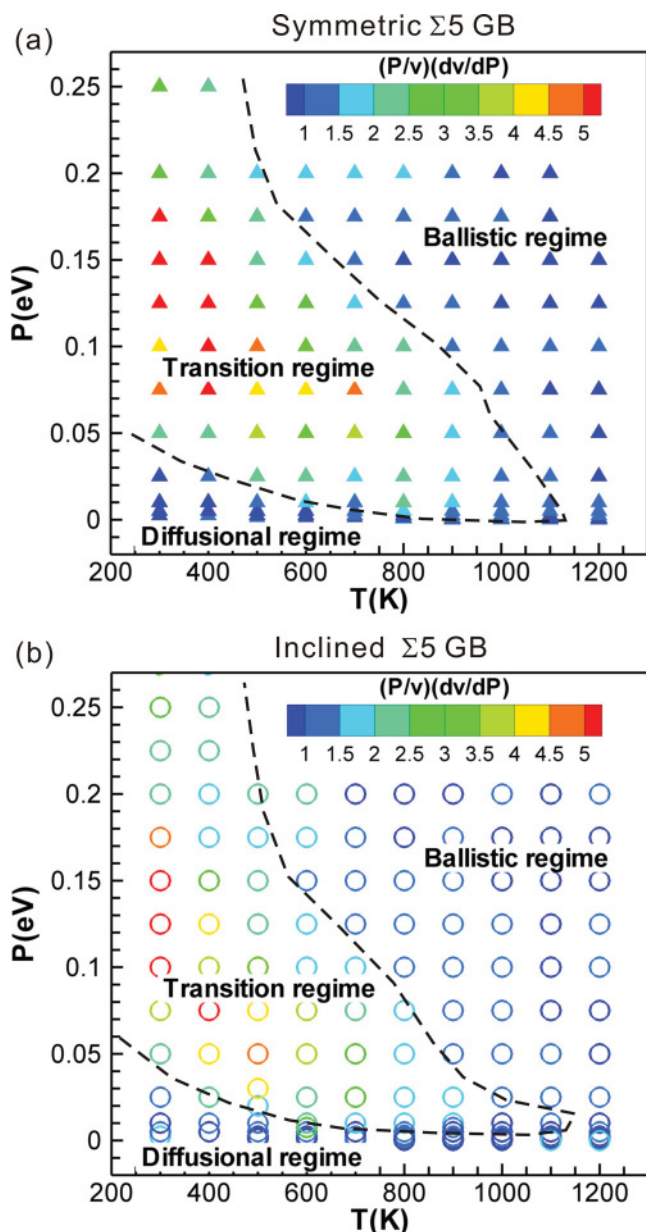 (a) Symmetric Σ5 GB
(P/v)(dv/dP)
1 1.5 2 2.5 3 3.5 4 4.5 5
0.25
0.2
0.15
0.1
0.05
0
P(eV)
Ballistic regime
Transition regime
Diffusional regime
200 400 600 800 1000 1200
T(K)
(b) Inclined Σ5 GB
(P/v)(dv/dP)
1 1.5 2 2.5 3 3.5 4 4.5 5
0.25
0.2
0.15
0.1
0.05
0
P(eV)
Ballistic regime
Transition regime
Diffusional regime
200 400 600 800 1000 1200
T(K)